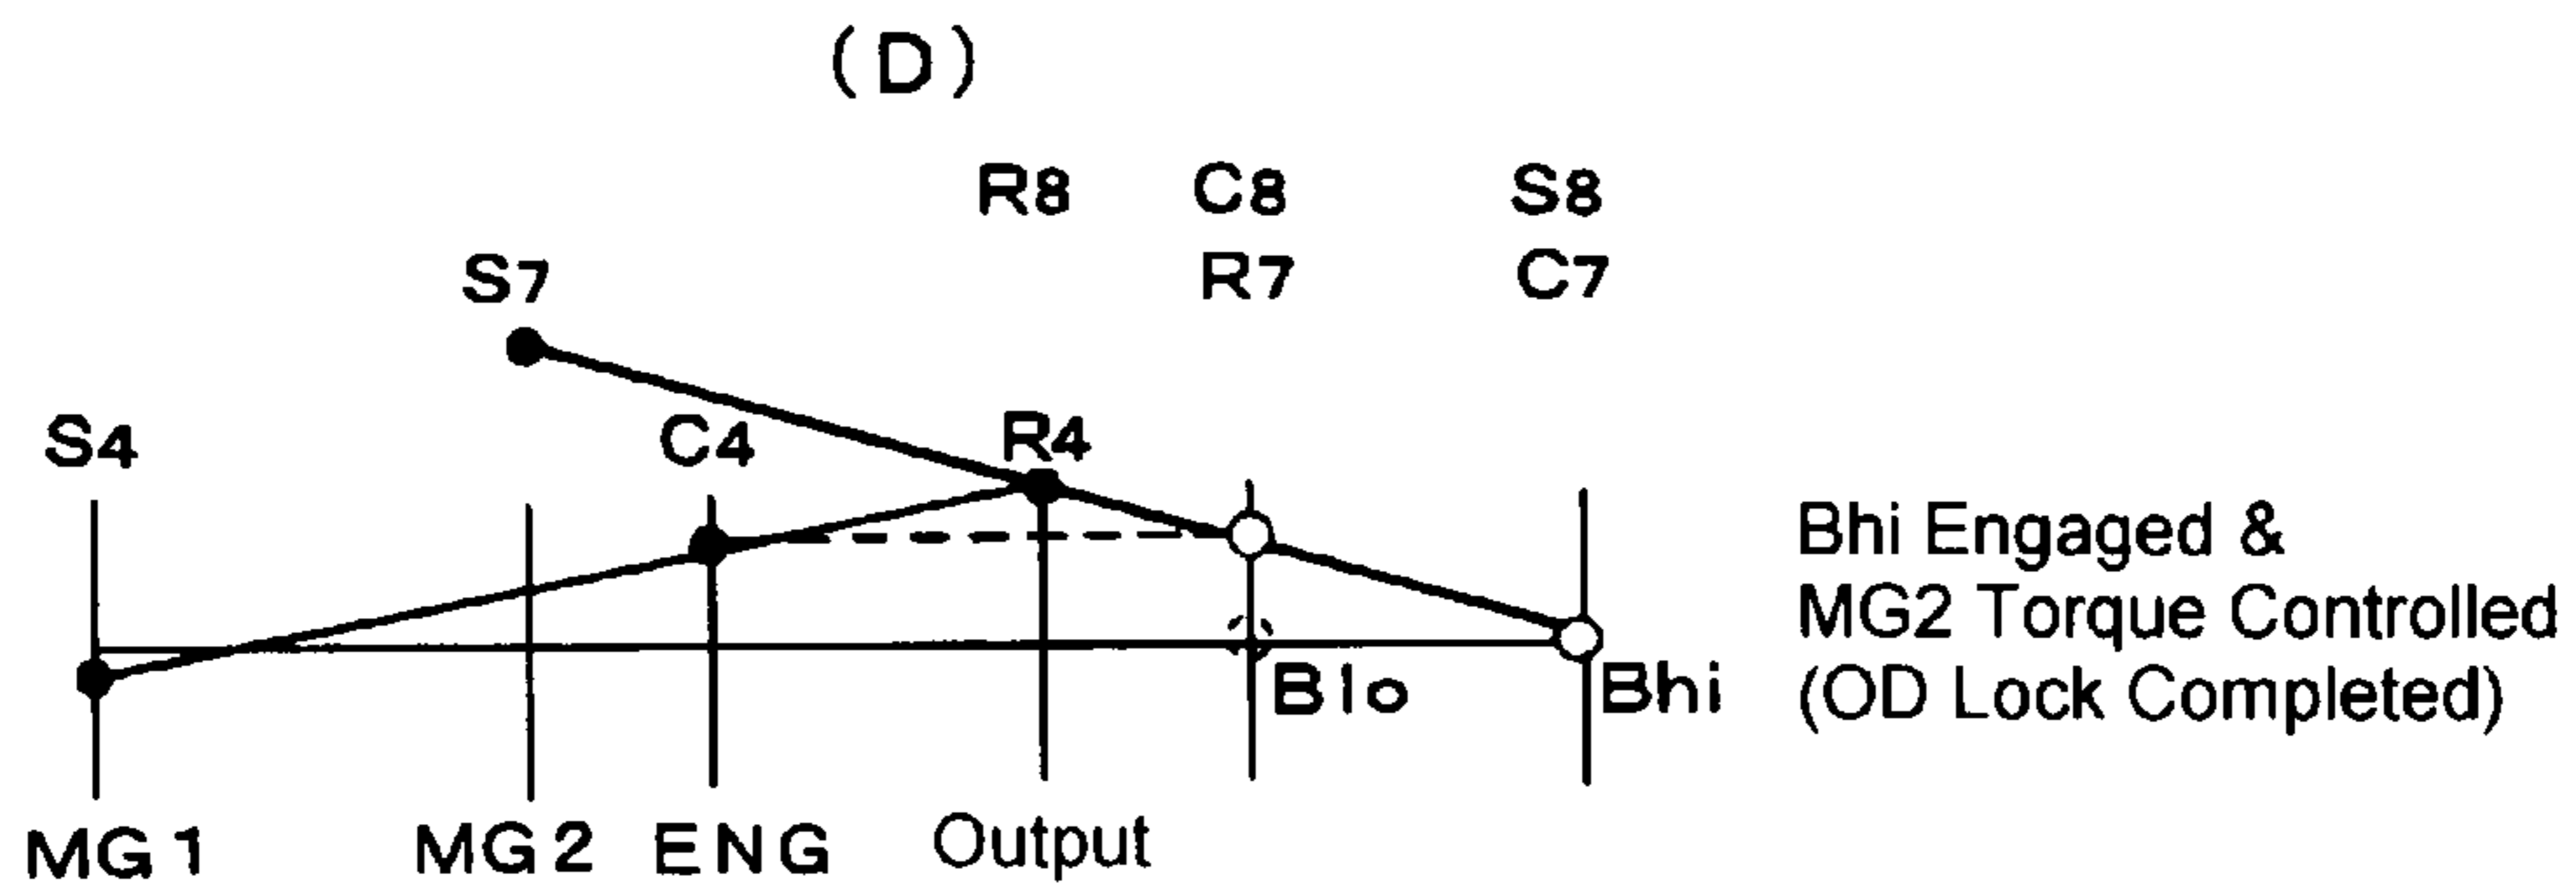 (D)
R8 C8 S8
S7 R7 C7
S4 C4 R4
Bhi Engaged &
MG2 Torque Controlled
Blo Bhi (OD Lock Completed)
MG1 MG2 ENG Output